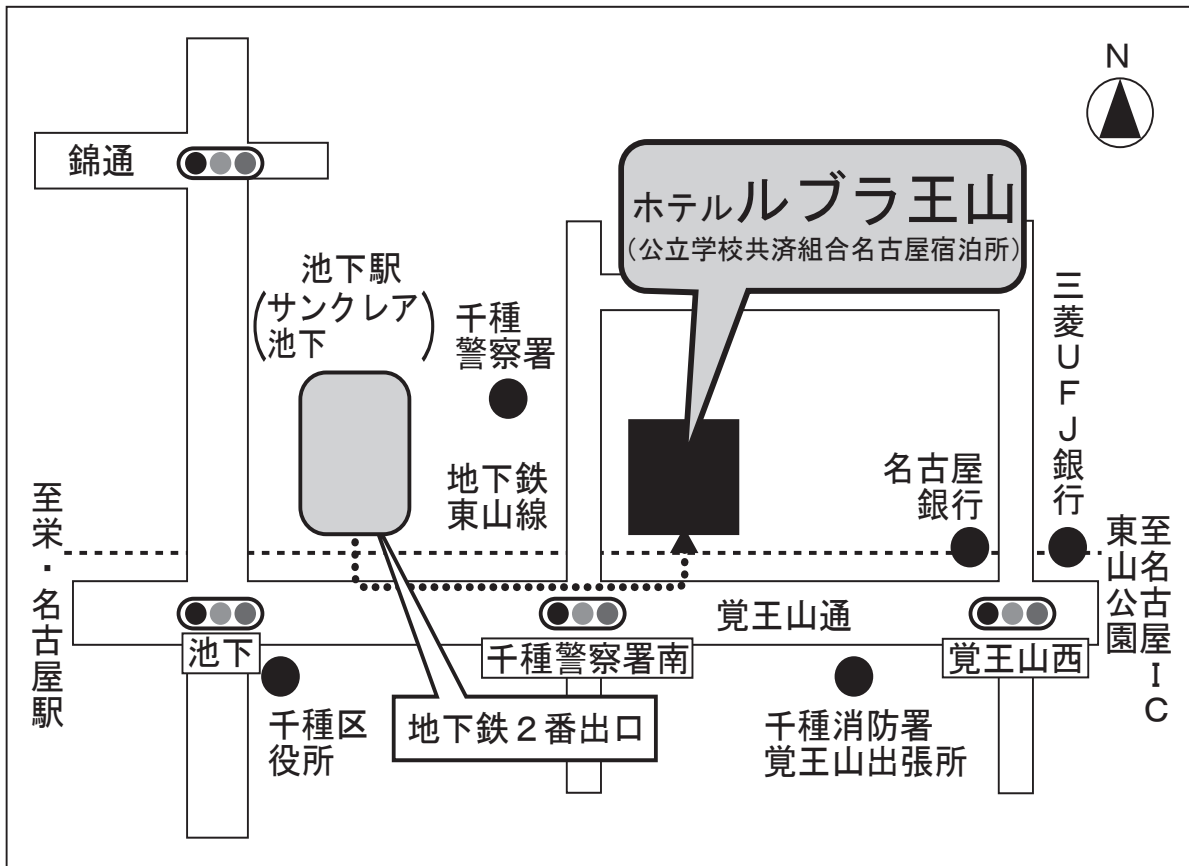 N
錦通
ホテルルブラ王山
(公立学校共済組合名古屋宿泊所)
池下駅
(サンクレア
池下)
千種
警察署
三菱UFJ銀行
地下鉄
東山線
名古屋
銀行
至栄・名古屋駅
至名古屋IC
東山公園
覚王山通
池下
千種警察署南
覚王山西
千種区
役所
地下鉄2番出口
千種消防署
覚王山出張所